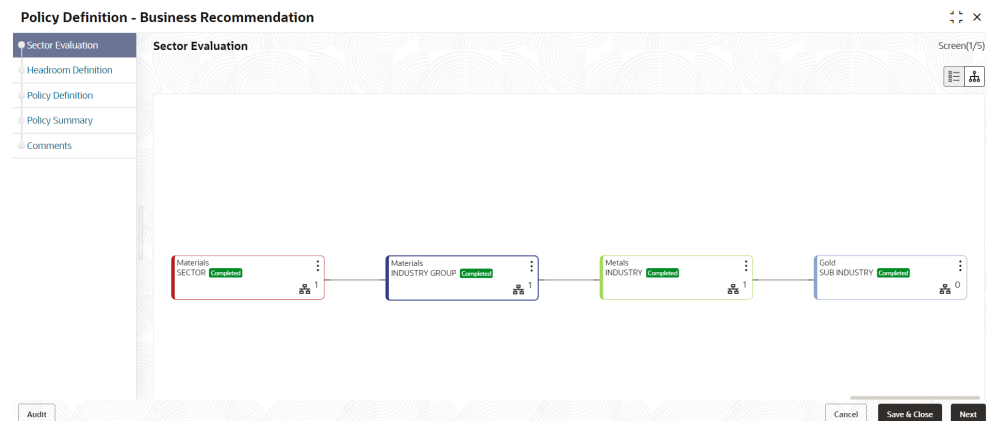 Policy Definition - Business Recommendation
Sector Evaluation
Headroom Definition
Policy Definition
Policy Summary
Comments
Sector Evaluation
Screen(1/5)
Materials
SECTOR Completed
1
Materials
INDUSTRY GROUP Completed
1
Metals
INDUSTRY Completed
1
Gold
SUB INDUSTRY Completed
0
Audit
Cancel
Save & Close
Next